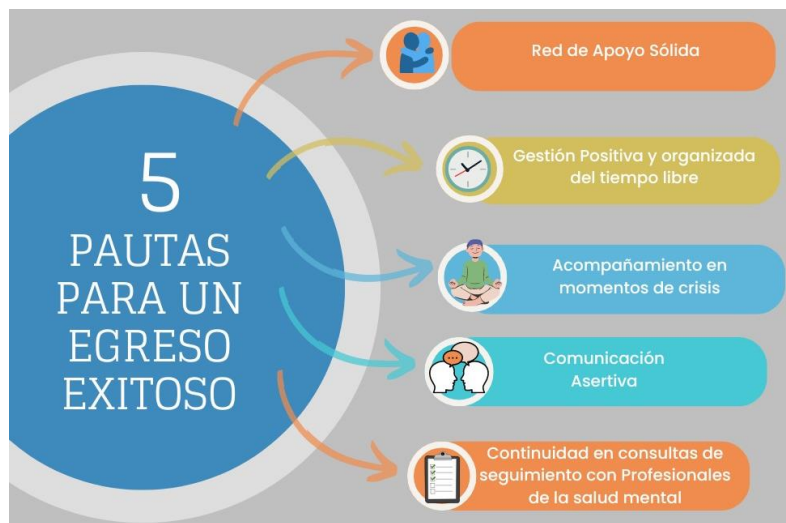 5
PAUTAS
PARA UN
EGRESO
EXITOSO
Red de Apoyo Sólida
Gestión Positiva y organizada
del tiempo libre
Acompañamiento en
momentos de crisis
Comunicación
Asertiva
Continuidad en consultas de
seguimiento con Profesionales
de la salud mental